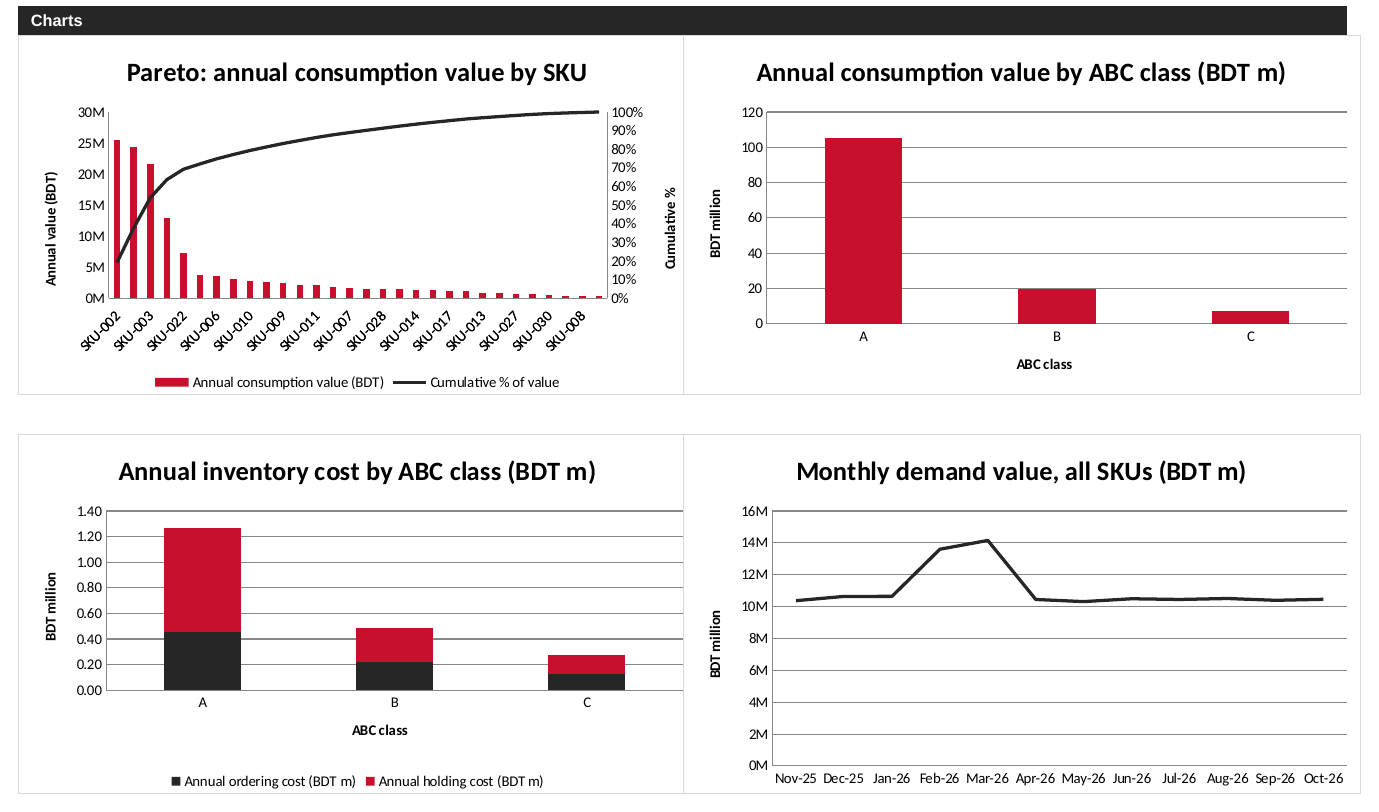 Charts
Pareto: annual consumption value by SKU
30M
25M
20M
15M
10M
5M
0M
Annual value (BDT)
100%
90%
80%
70%
60%
50%
40%
30%
20%
10%
0%
Cumulative %
SKU-002 SKU-003 SKU-022 SKU-006 SKU-010 SKU-009 SKU-011 SKU-007 SKU-028 SKU-014 SKU-017 SKU-013 SKU-027 SKU-030 SKU-008
Annual consumption value (BDT) Cumulative % of value
Annual consumption value by ABC class (BDT m)
120
100
80
60
40
20
0
BDT million
A B C
ABC class
Annual inventory cost by ABC class (BDT m)
1.40
1.20
1.00
0.80
0.60
0.40
0.20
0.00
BDT million
A B C
ABC class
Annual ordering cost (BDT m) Annual holding cost (BDT m)
Monthly demand value, all SKUs (BDT m)
16M
14M
12M
10M
8M
6M
4M
2M
0M
BDT million
Nov-25 Dec-25 Jan-26 Feb-26 Mar-26 Apr-26 May-26 Jun-26 Jul-26 Aug-26 Sep-26 Oct-26